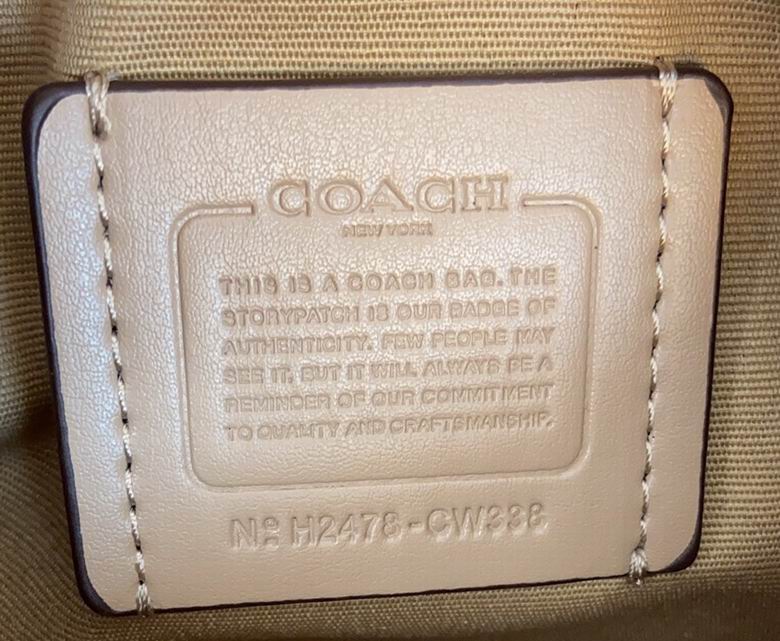 COACH
NEW YORK
THIS IS A COACH BAG. THE
STORYPATCH IS OUR BADGE OF
AUTHENTICITY. FEW PEOPLE MAY
SEE IT, BUT IT WILL ALWAYS BE A
REMINDER OF OUR COMMITMENT
TO QUALITY AND CRAFTSMANSHIP.
Nº H2478-CW338